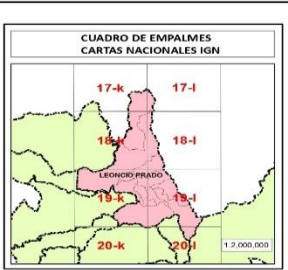 CUADRO DE EMPALMES
CARTAS NACIONALES IGN
17-k 17-l
18-k 18-l
LEONCIO PRADO
19-k 19-l
20-k 20-l 1:2,000,000